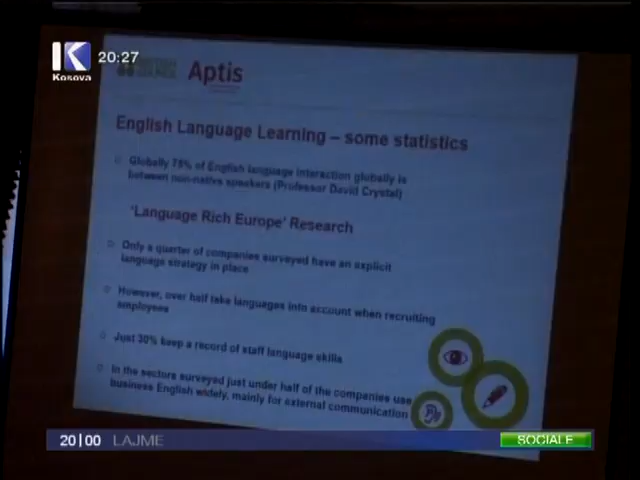 K
Kosova
20:27
Aptis
English Language Learning – some statistics
Globally 75% of English language interaction globally is
between non-native speakers (Professor David Crystal)
'Language Rich Europe' Research
Only a quarter of companies surveyed have an explicit
language strategy in place
However, over half take languages into account when recruiting
employees
Just 30% keep a record of staff language skills
In the sectors surveyed just under half of the companies use
business English widely, mainly for external communication
20|00 LAJME
SOCIALE